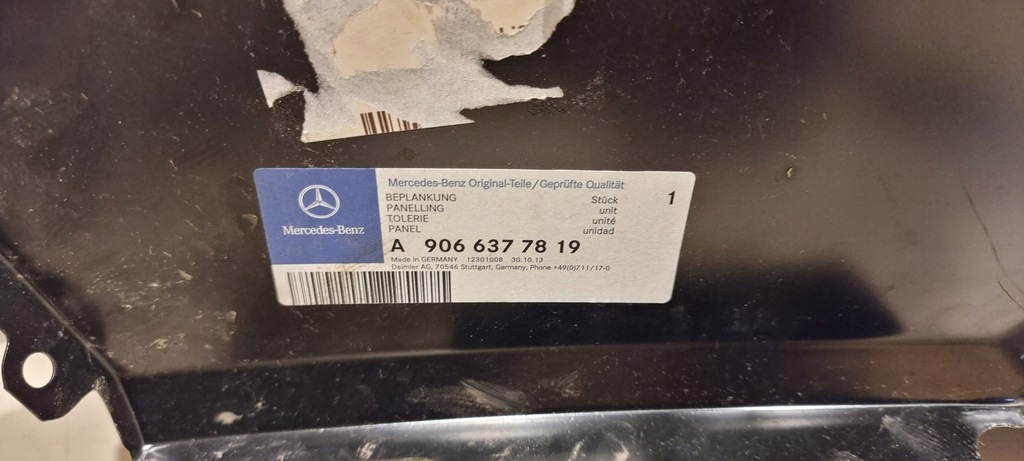 Mercedes-Benz
Mercedes-Benz Original-Teile/Geprüfte Qualität
BEPLANKUNG Stück 1
PANELLING unit
TOLERIE unité
PANEL unidad
A 906 637 78 19
Made in GERMANY 12301008 30.10.13
Daimler AG, 70546 Stuttgart, Germany, Phone +49(0)711/17-0